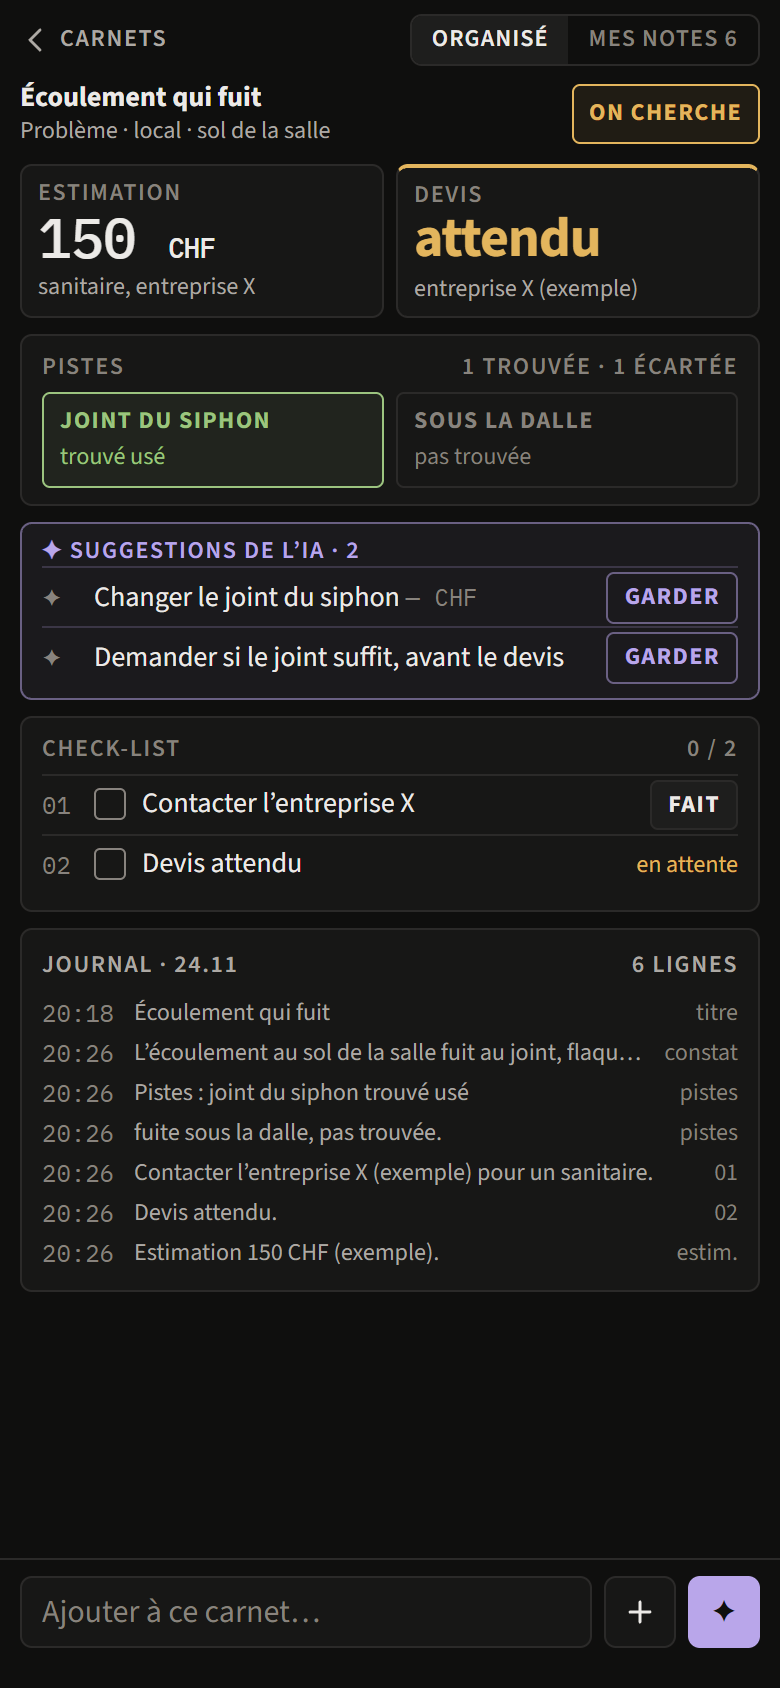 CARNETS
ORGANISÉ
MES NOTES 6
Écoulement qui fuit
Problème · local · sol de la salle
ON CHERCHE
ESTIMATION
150 CHF
sanitaire, entreprise X
DEVIS
attendu
entreprise X (exemple)
PISTES
1 TROUVÉE · 1 ÉCARTÉE
JOINT DU SIPHON
trouvé usé
SOUS LA DALLE
pas trouvée
✦ SUGGESTIONS DE L’IA · 2
✦ Changer le joint du siphon – CHF GARDER
✦ Demander si le joint suffit, avant le devis GARDER
CHECK-LIST 0 / 2
01 Contacter l’entreprise X FAIT
02 Devis attendu en attente
JOURNAL · 24.11 6 LIGNES
20:18 Écoulement qui fuit titre
20:26 L’écoulement au sol de la salle fuit au joint, flaqu… constat
20:26 Pistes : joint du siphon trouvé usé pistes
20:26 fuite sous la dalle, pas trouvée. pistes
20:26 Contacter l’entreprise X (exemple) pour un sanitaire. 01
20:26 Devis attendu. 02
20:26 Estimation 150 CHF (exemple). estim.
Ajouter à ce carnet…
+
✦